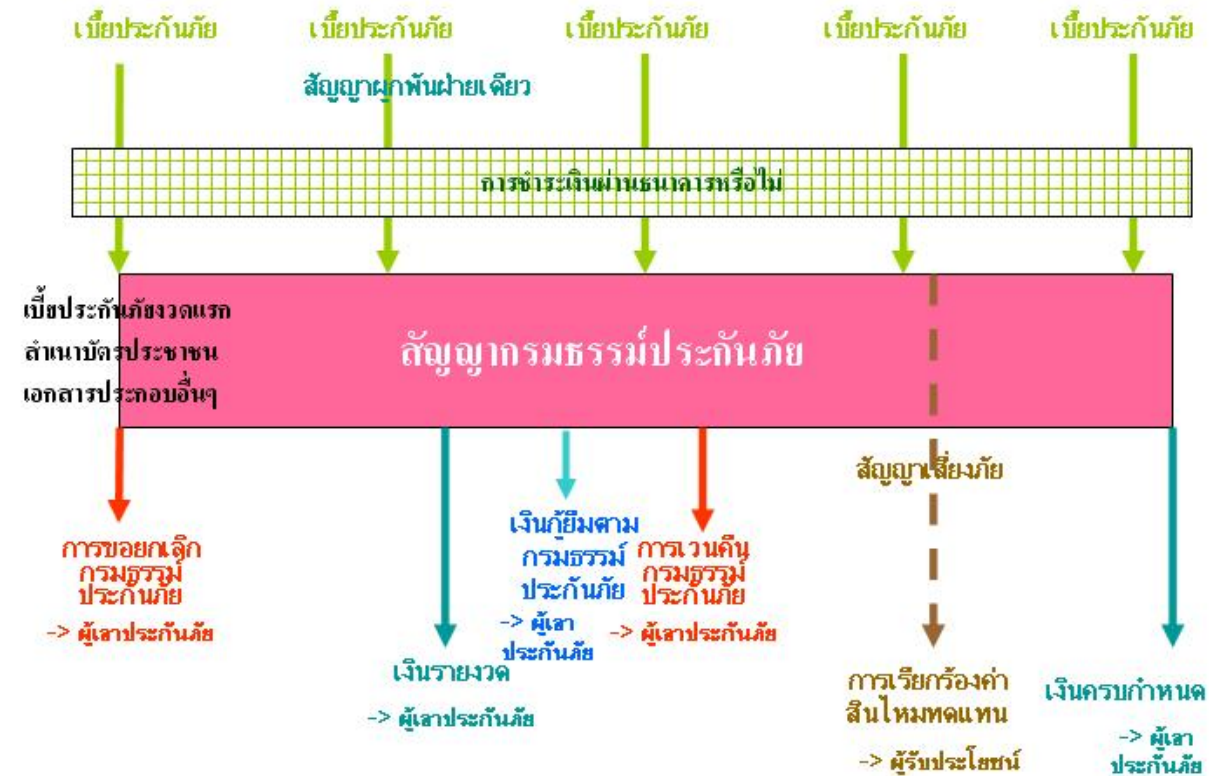 เบี้ยประกันภัย เบี้ยประกันภัย เบี้ยประกันภัย เบี้ยประกันภัย เบี้ยประกันภัย
สัญญาผูกพันฝ่ายเดียว
การชำระเงินผ่านธนาคารหรือไม่
เบี้ยประกันภัยงวดแรก
สำเนาบัตรประชาชน
เอกสารประกอบอื่นๆ
สัญญากรมธรรม์ประกันภัย
สัญญาเสี่ยงภัย
การขอยกเลิก
กรมธรรม์
ประกันภัย
-> ผู้เอาประกันภัย
เงินรายงวด
-> ผู้เอาประกันภัย
เงินกู้ยืมตาม
กรมธรรม์
ประกันภัย
-> ผู้เอา
ประกันภัย
การเวนคืน
กรมธรรม์
ประกันภัย
-> ผู้เอาประกันภัย
การเรียกร้องค่า
สินไหมทดแทน
-> ผู้รับประโยชน์
เงินครบกำหนด
-> ผู้เอา
ประกันภัย